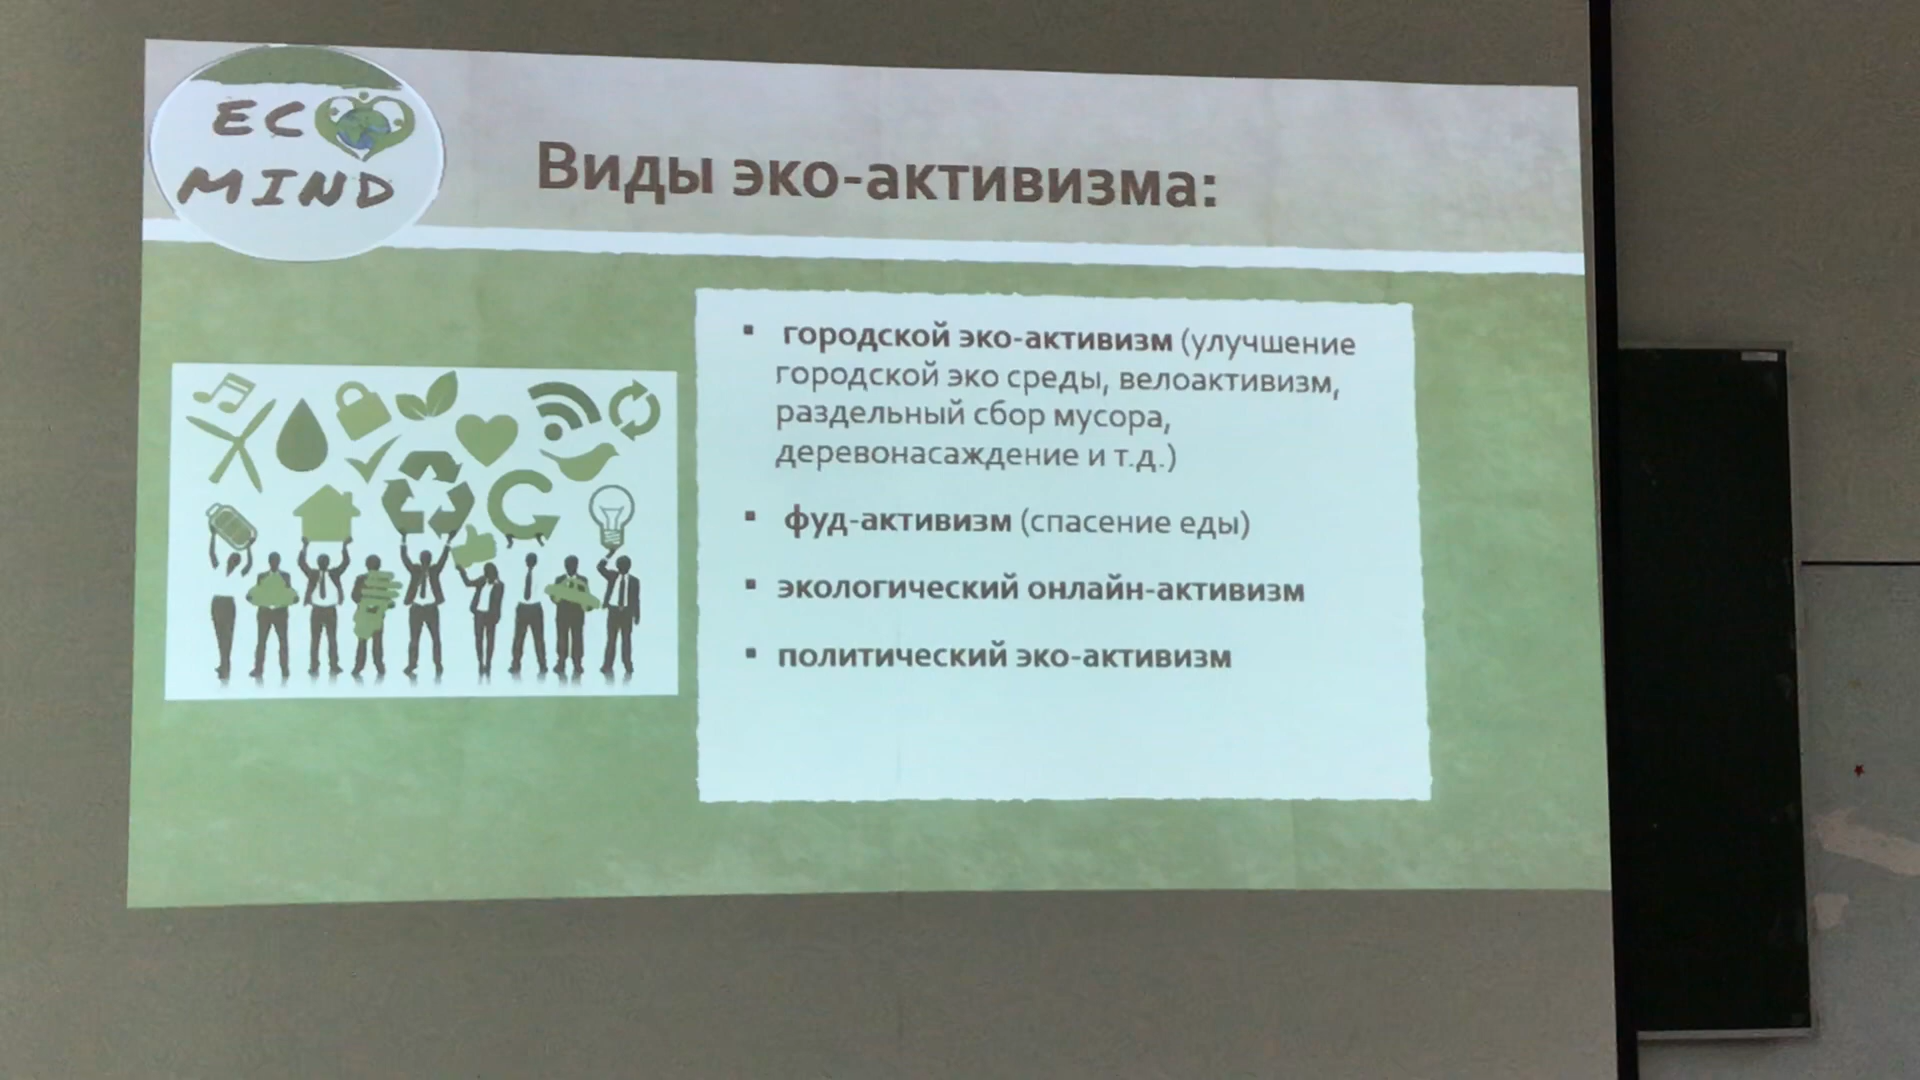 ECO
MIND
Виды эко-активизма:
▪ городской эко-активизм (улучшение
городской эко среды, велоактивизм,
раздельный сбор мусора,
деревонасаждение и т.д.)
▪ фуд-активизм (спасение еды)
▪ экологический онлайн-активизм
▪ политический эко-активизм